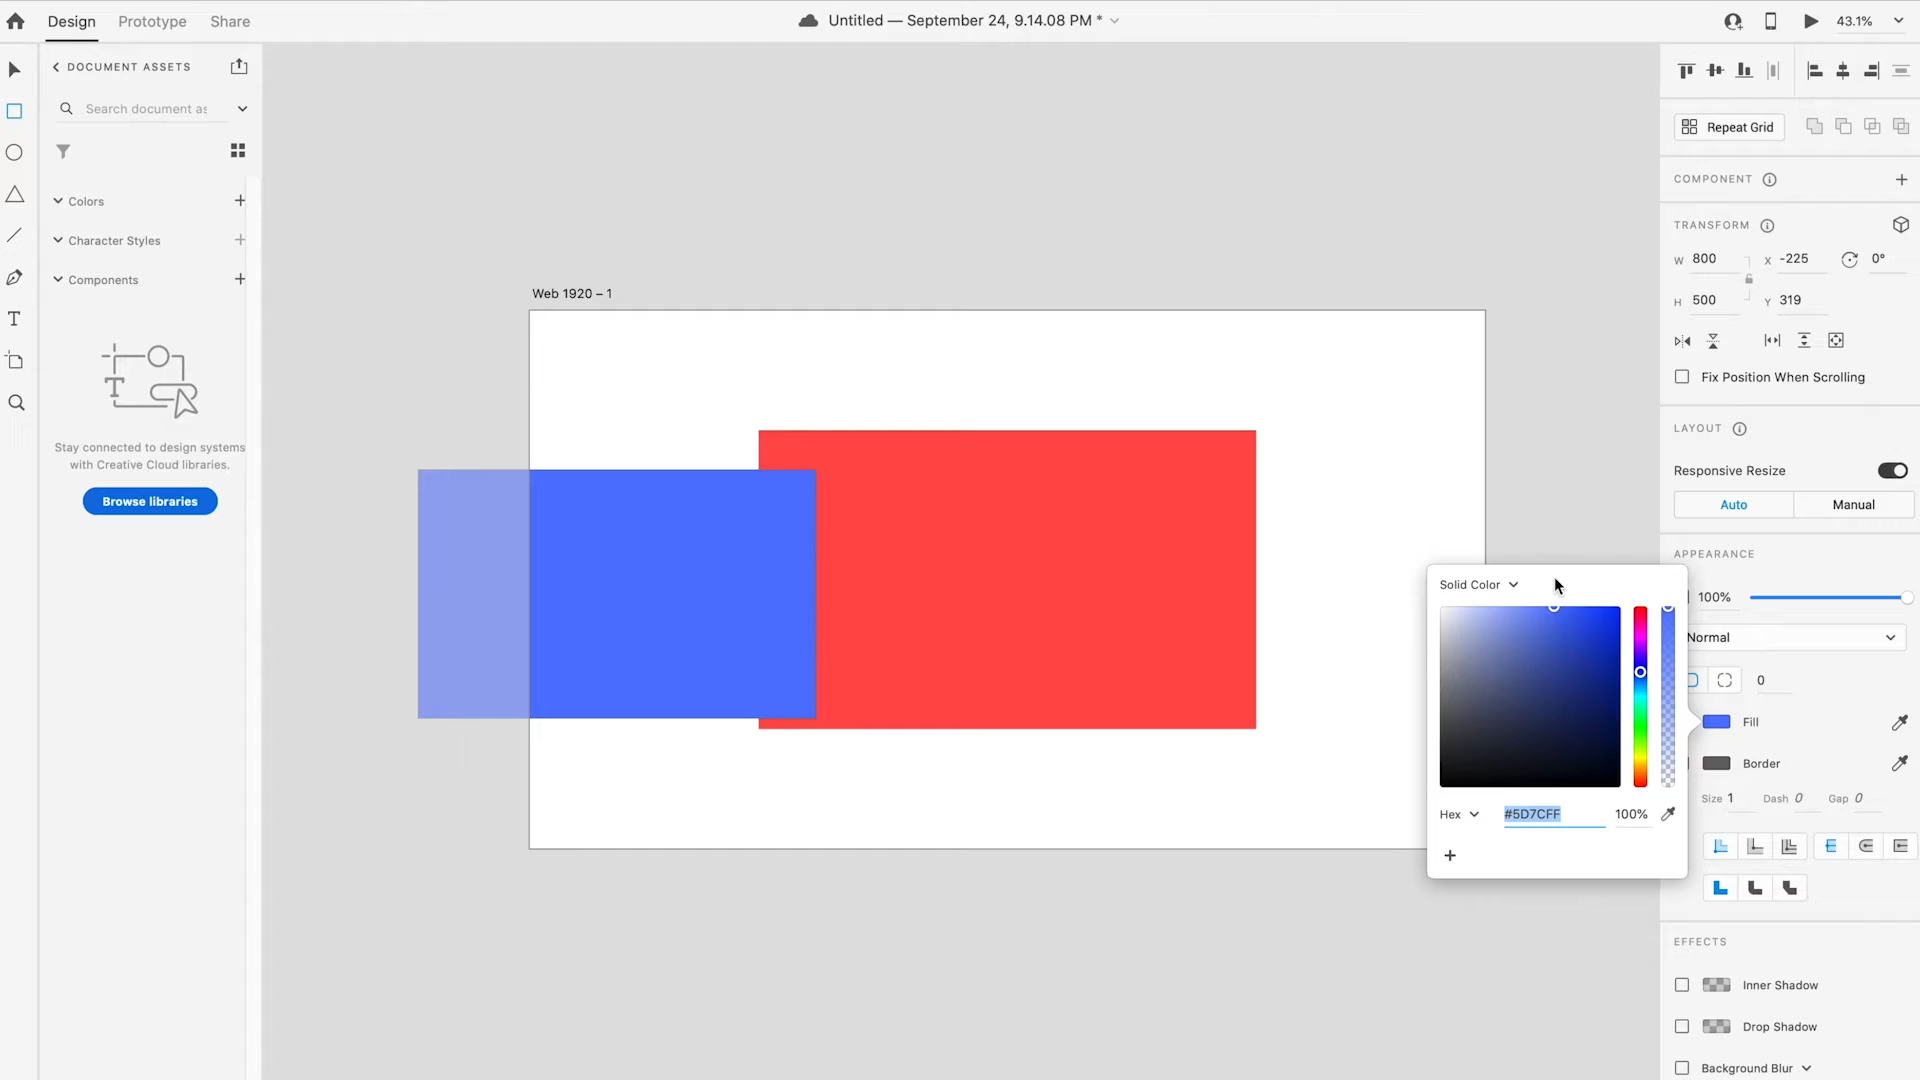 Design Prototype Share
Untitled — September 24, 9.14.08 PM *
43.1%
DOCUMENT ASSETS
Search document as
Colors
Character Styles
Components
Stay connected to design systems
with Creative Cloud libraries.
Browse libraries
Web 1920 – 1
Solid Color
Hex #5D7CFF 100%
Repeat Grid
COMPONENT
TRANSFORM
W 800 X -225 0°
H 500 Y 319
Fix Position When Scrolling
LAYOUT
Responsive Resize
Auto Manual
APPEARANCE
100%
Normal
0
Fill
Border
Size 1 Dash 0 Gap 0
EFFECTS
Inner Shadow
Drop Shadow
Background Blur